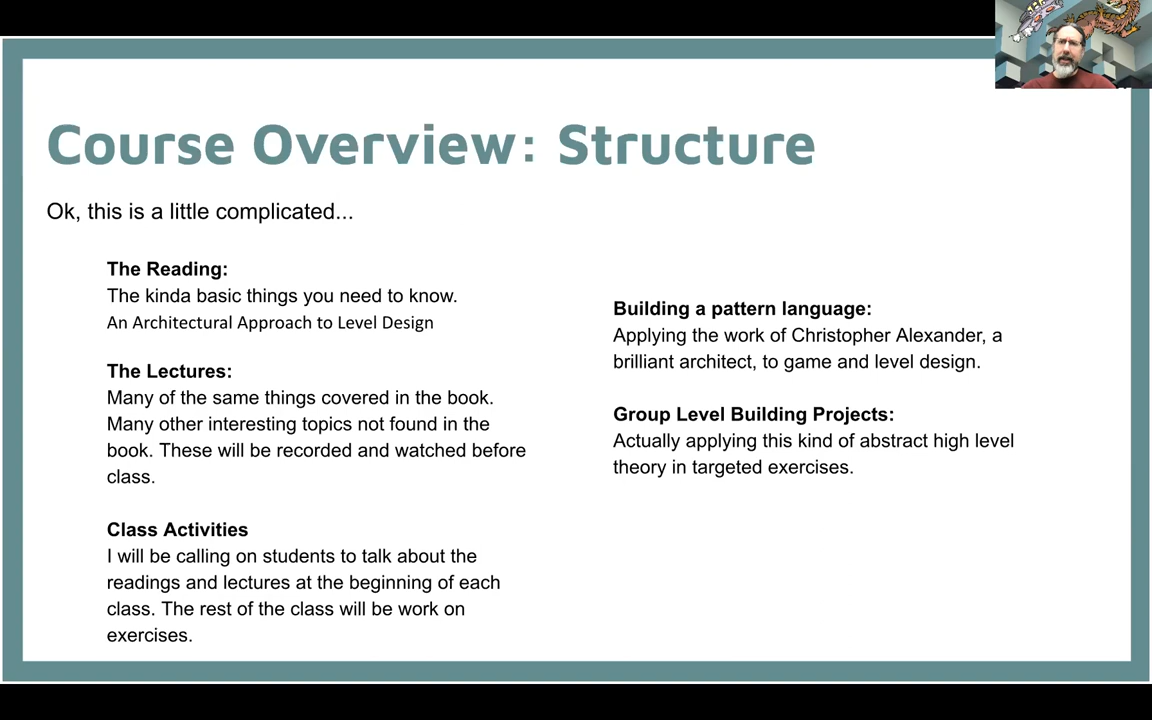 Course Overview: Structure
Ok, this is a little complicated...
The Reading:
The kinda basic things you need to know.
An Architectural Approach to Level Design
The Lectures:
Many of the same things covered in the book.
Many other interesting topics not found in the
book. These will be recorded and watched before
class.
Class Activities
I will be calling on students to talk about the
readings and lectures at the beginning of each
class. The rest of the class will be work on
exercises.
Building a pattern language:
Applying the work of Christopher Alexander, a
brilliant architect, to game and level design.
Group Level Building Projects:
Actually applying this kind of abstract high level
theory in targeted exercises.